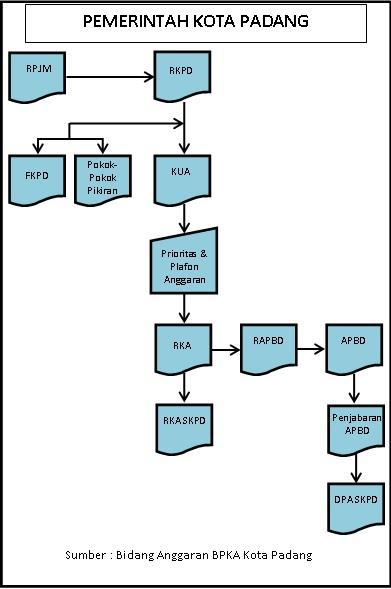 PEMERINTAH KOTA PADANG
RPJM
RKPD
FKPD
Pokok-
Pokok
Pikiran
KUA
Prioritas &
Plafon
Anggaran
RKA
RAPBD
APBD
RKASKPD
Penjabaran
APBD
DPASKPD
Sumber : Bidang Anggaran BPKA Kota Padang